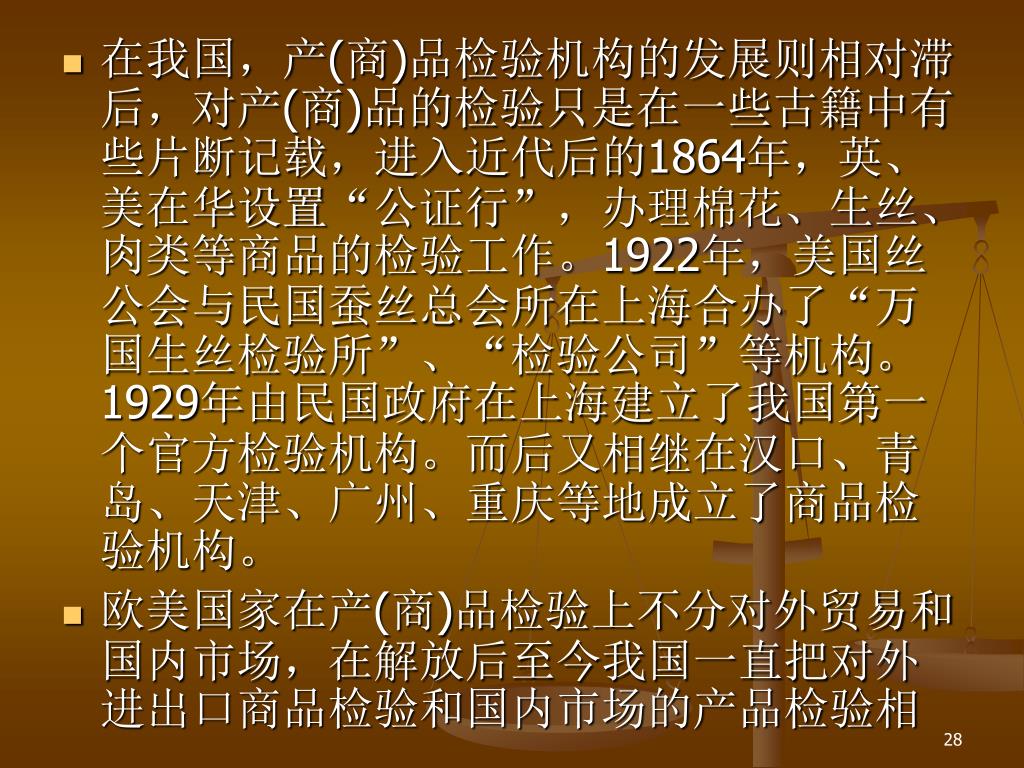 在我国，产(商)品检验机构的发展则相对滞
后，对产(商)品的检验只是在一些古籍中有
些片断记载，进入近代后的1864年，英、
美在华设置“公证行”，办理棉花、生丝、
肉类等商品的检验工作。1922年，美国丝
公会与民国蚕丝总会所在上海合办了“万
国生丝检验所”、“检验公司”等机构。
1929年由民国政府在上海建立了我国第一
个官方检验机构。而后又相继在汉口、青
岛、天津、广州、重庆等地成立了商品检
验机构。
欧美国家在产(商)品检验上不分对外贸易和
国内市场，在解放后至今我国一直把对外
进出口商品检验和国内市场的产品检验相
28